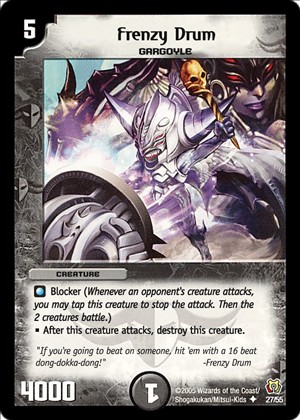 5
Frenzy Drum
GARGOYLE
CREATURE
Blocker (Whenever an opponent's creature attacks,
you may tap this creature to stop the attack. Then the
2 creatures battle.)
▪ After this creature attacks, destroy this creature.
"If you're going to beat on someone, hit 'em with a 16 beat
dong-dokka-dong!"
-Frenzy Drum
4000
1
©2005 Wizards of the Coast/
Shogakukan/Mitsui-Kids ✦ 27/55